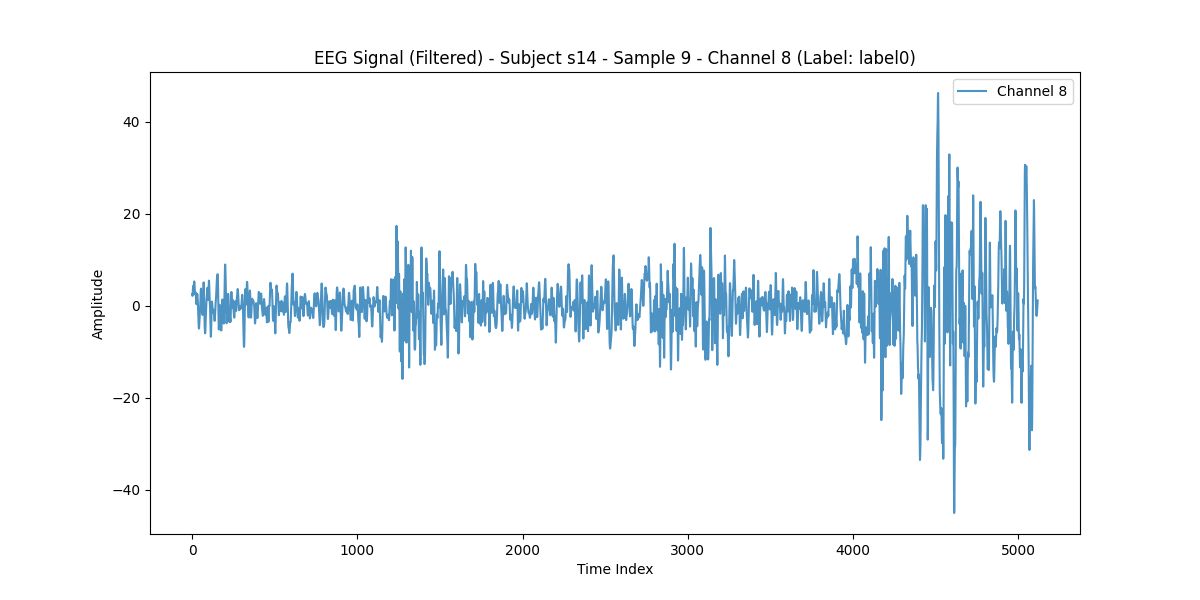 EEG Signal (Filtered) - Subject s14 - Sample 9 - Channel 8 (Label: label0)
Channel 8
Amplitude
40
20
0
−20
−40
0 1000 2000 3000 4000 5000
Time Index